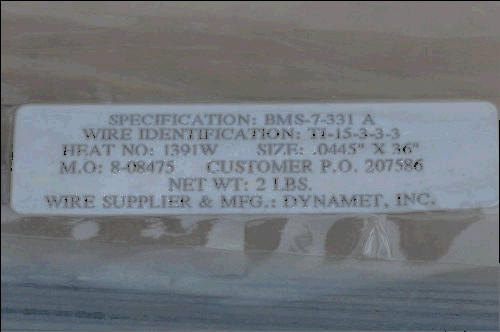 SPECIFICATION: BMS-7-331 A
WIRE IDENTIFICATION: TI-15-3-3-3
HEAT NO: 1391W SIZE: .0445" X 36"
M.O: 8-08475 CUSTOMER P.O. 207586
NET WT: 2 LBS.
WIRE SUPPLIER & MFG.: DYNAMET, INC.